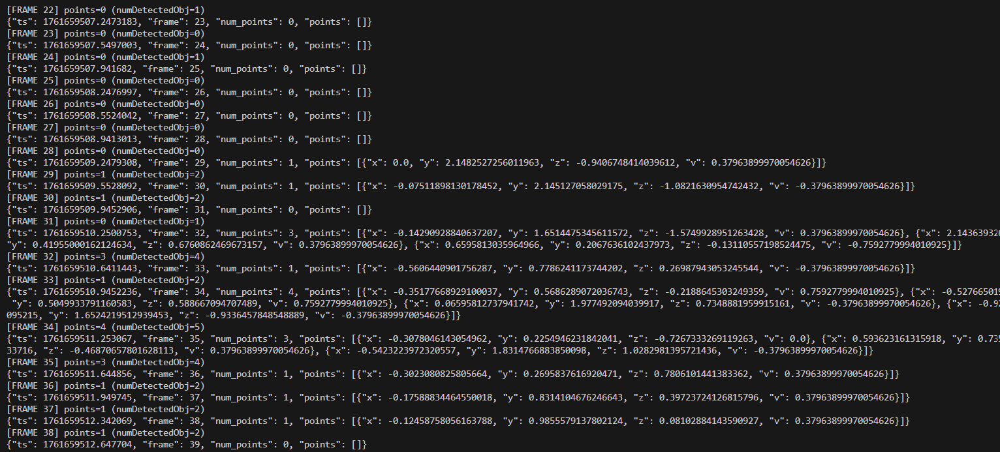 [FRAME 22] points=0 (numDetectedObj=1)
{"ts": 1761659507.2473183, "frame": 23, "num_points": 0, "points": []}
[FRAME 23] points=0 (numDetectedObj=0)
{"ts": 1761659507.5497003, "frame": 24, "num_points": 0, "points": []}
[FRAME 24] points=0 (numDetectedObj=1)
{"ts": 1761659507.941682, "frame": 25, "num_points": 0, "points": []}
[FRAME 25] points=0 (numDetectedObj=0)
{"ts": 1761659508.2476997, "frame": 26, "num_points": 0, "points": []}
[FRAME 26] points=0 (numDetectedObj=0)
{"ts": 1761659508.5524042, "frame": 27, "num_points": 0, "points": []}
[FRAME 27] points=0 (numDetectedObj=0)
{"ts": 1761659508.9413013, "frame": 28, "num_points": 0, "points": []}
[FRAME 28] points=0 (numDetectedObj=0)
{"ts": 1761659509.2479308, "frame": 29, "num_points": 1, "points": [{"x": 0.0, "y": 2.1482527256011963, "z": -0.9406748414039612, "v": 0.37963899970054626}]}
[FRAME 29] points=1 (numDetectedObj=2)
{"ts": 1761659509.5528092, "frame": 30, "num_points": 1, "points": [{"x": -0.07511898130178452, "y": 2.145127058029175, "z": -1.0821630954742432, "v": -0.37963899970054626}]}
[FRAME 30] points=1 (numDetectedObj=2)
{"ts": 1761659509.9452906, "frame": 31, "num_points": 0, "points": []}
[FRAME 31] points=0 (numDetectedObj=1)
{"ts": 1761659510.2500753, "frame": 32, "num_points": 3, "points": [{"x": -0.14290928840637207, "y": 1.6514475345611572, "z": -1.5749928951263428, "v": 0.37963899970054626}, {"x": 2.143639326
"y": 0.41955000162124634, "z": 0.6760862469673157, "v": 0.37963899970054626}, {"x": 0.6595813035964966, "y": 0.2067636102437973, "z": -0.13110557198524475, "v": -0.7592779994010925}]}
[FRAME 32] points=3 (numDetectedObj=4)
{"ts": 1761659510.6411443, "frame": 33, "num_points": 1, "points": [{"x": -0.5606440901756287, "y": 0.7786241173744202, "z": 0.26987943053245544, "v": -0.37963899970054626}]}
[FRAME 33] points=1 (numDetectedObj=2)
{"ts": 1761659510.9452236, "frame": 34, "num_points": 4, "points": [{"x": -0.35177668929100037, "y": 0.5686289072036743, "z": -0.2188645303249359, "v": 0.7592779994010925}, {"x": -0.52766501
"y": 0.5049933791160583, "z": 0.588667094707489, "v": 0.7592779994010925}, {"x": 0.06595812737941742, "y": 1.977492094039917, "z": 0.7348881959915161, "v": -0.37963899970054626}, {"x": -0.92
095215, "y": 1.6524219512939453, "z": -0.9336457848548889, "v": -0.37963899970054626}]}
[FRAME 34] points=4 (numDetectedObj=5)
{"ts": 1761659511.253067, "frame": 35, "num_points": 3, "points": [{"x": -0.3078046143054962, "y": 0.2254946231842041, "z": -0.7267333269119263, "v": 0.0}, {"x": 0.593623161315918, "y": 0.735
33716, "z": -0.46870657801628113, "v": 0.37963899970054626}, {"x": -0.5423223972320557, "y": 1.8314766883850098, "z": 1.0282981395721436, "v": -0.37963899970054626}]}
[FRAME 35] points=3 (numDetectedObj=4)
{"ts": 1761659511.644856, "frame": 36, "num_points": 1, "points": [{"x": -0.3023080825805664, "y": 0.2695837616920471, "z": 0.7806101441383362, "v": 0.37963899970054626}]}
[FRAME 36] points=1 (numDetectedObj=2)
{"ts": 1761659511.949745, "frame": 37, "num_points": 1, "points": [{"x": -0.17588834464550018, "y": 0.8314104676246643, "z": 0.39723724126815796, "v": 0.37963899970054626}]}
[FRAME 37] points=1 (numDetectedObj=2)
{"ts": 1761659512.342069, "frame": 38, "num_points": 1, "points": [{"x": -0.12458758056163788, "y": 0.9855579137802124, "z": 0.08102884143590927, "v": 0.37963899970054626}]}
[FRAME 38] points=1 (numDetectedObj=2)
{"ts": 1761659512.647704, "frame": 39, "num_points": 0, "points": []}